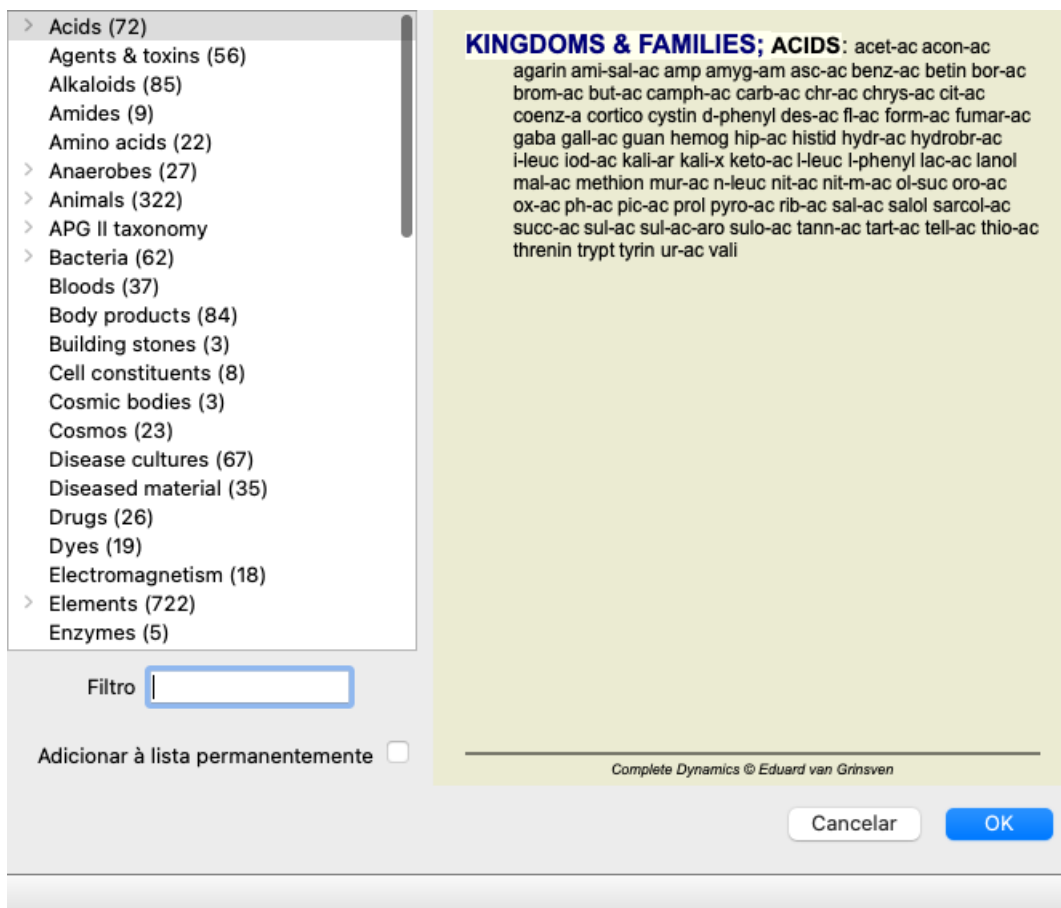 Acids (72)
Agents & toxins (56)
Alkaloids (85)
Amides (9)
Amino acids (22)
Anaerobes (27)
Animals (322)
APG II taxonomy
Bacteria (62)
Bloods (37)
Body products (84)
Building stones (3)
Cell constituents (8)
Cosmic bodies (3)
Cosmos (23)
Disease cultures (67)
Diseased material (35)
Drugs (26)
Dyes (19)
Electromagnetism (18)
Elements (722)
Enzymes (5)
Filtro
Adicionar à lista permanentemente
KINGDOMS & FAMILIES; ACIDS: acet-ac acon-ac
agarin ami-sal-ac amp amyg-am asc-ac benz-ac betin bor-ac
brom-ac but-ac camph-ac carb-ac chr-ac chrys-ac cit-ac
coenz-a cortico cystin d-phenyl des-ac fl-ac form-ac fumar-ac
gaba gall-ac guan hemog hip-ac histid hydr-ac hydrobr-ac
i-leuc iod-ac kali-ar kali-x keto-ac l-leuc l-phenyl lac-ac lanol
mal-ac methion mur-ac n-leuc nit-ac nit-m-ac ol-suc oro-ac
ox-ac ph-ac pic-ac prol pyro-ac rib-ac sal-ac salol sarcol-ac
succ-ac sul-ac sul-ac-aro sulo-ac tann-ac tart-ac tell-ac thio-ac
threnin trypt tyrin ur-ac vali
Complete Dynamics © Eduard van Grinsven
Cancelar
OK